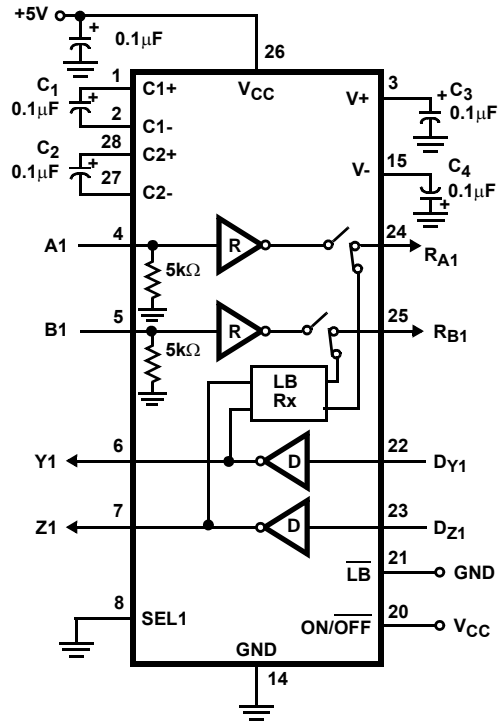 +5V
+
0.1µF
26
VCC
1
C1+
C1
0.1µF
+
2
C1-
28
C2+
C2
0.1µF
+
27
C2-
3
V+
+
C3
0.1µF
15
V-
C4
0.1µF
+
A1
4
R
24
RA1
5kΩ
B1
5
R
25
RB1
5kΩ
LB
Rx
Y1
6
D
22
DY1
Z1
7
D
23
DZ1
21
LB
GND
8
SEL1
20
ON/OFF
VCC
GND
14